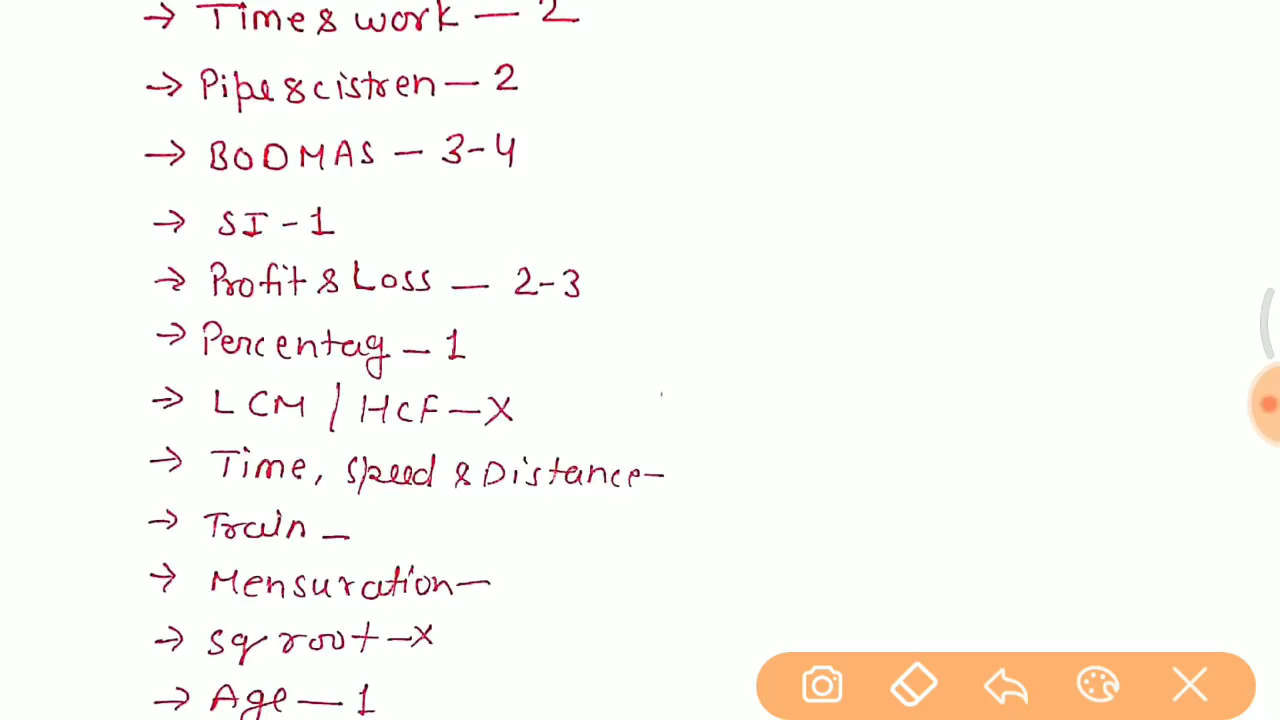 → Time & work — 2
→ Pipe & cistren — 2
→ BODMAS — 3-4
→ SI - 1
→ Profit & Loss — 2-3
→ Percentag — 1
→ LCM / HCF — X
→ Time, Speed & Distance —
→ Train —
→ Mensuration —
→ Sq root — X
→ Age — 1